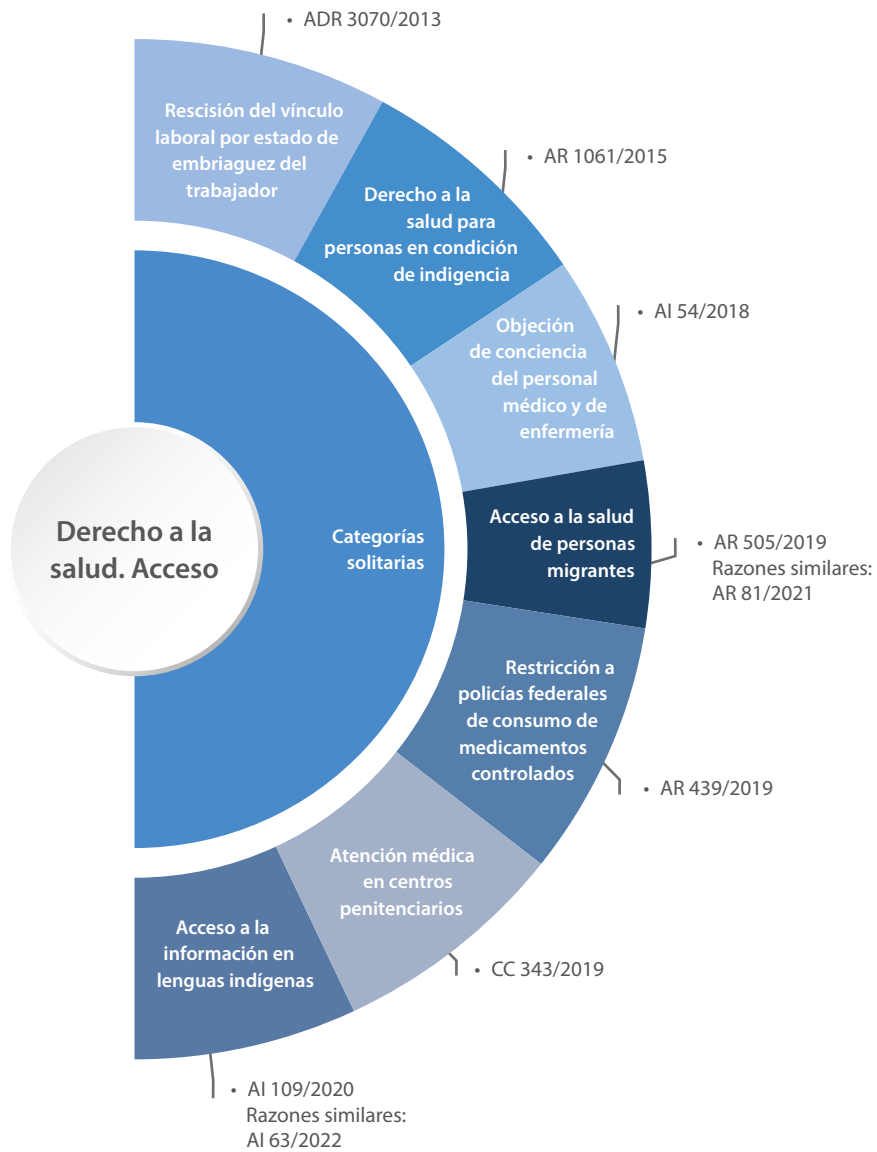 • ADR 3070/2013
Rescisión del vínculo
laboral por estado de
embriaguez del
trabajador
• AR 1061/2015
Derecho a la
salud para
personas en condición
de indigencia
• AI 54/2018
Objeción
de conciencia
del personal
médico y de
enfermería
Acceso a la salud
de personas
migrantes
• AR 505/2019
Razones similares:
AR 81/2021
Derecho a la
salud. Acceso
Categorías
solitarias
Restricción a
policías federales
de consumo de
medicamentos
controlados
• AR 439/2019
Atención médica
en centros
penitenciarios
• CC 343/2019
Acceso a la
información en
lenguas indígenas
• AI 109/2020
Razones similares:
AI 63/2022